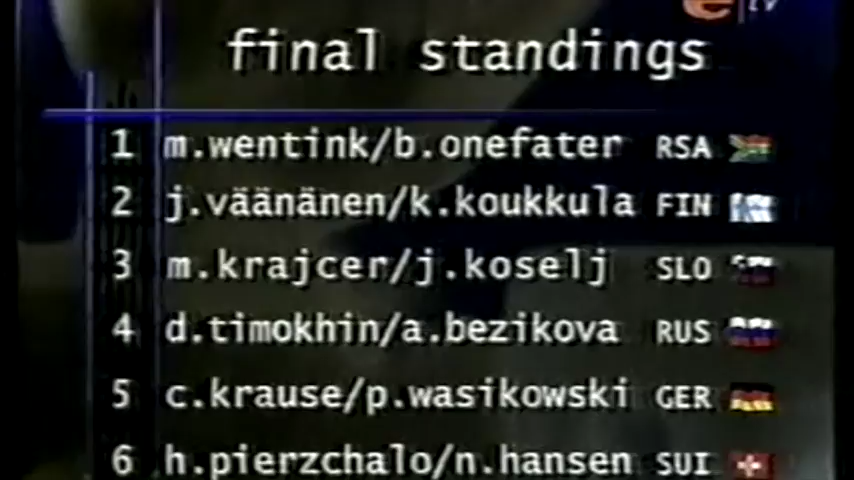 e tv
final standings
1 m.wentink/b.onefater RSA
2 j.väänänen/k.koukkula FIN
3 m.krajcer/j.koselj SLO
4 d.timokhin/a.bezikova RUS
5 c.krause/p.wasikowski GER
6 h.pierzchalo/n.hansen SUI